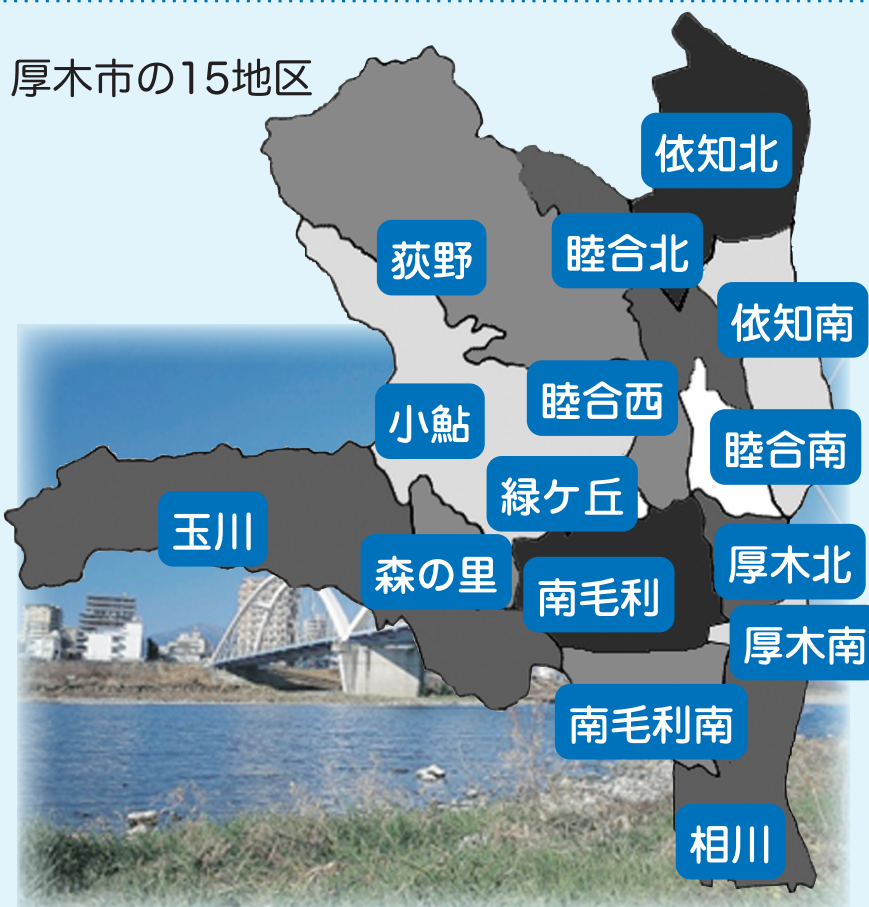 厚木市の15地区
依知北
睦合北
荻野
依知南
睦合西
小鮎
睦合南
緑ケ丘
玉川
厚木北
森の里
南毛利
厚木南
南毛利南
相川